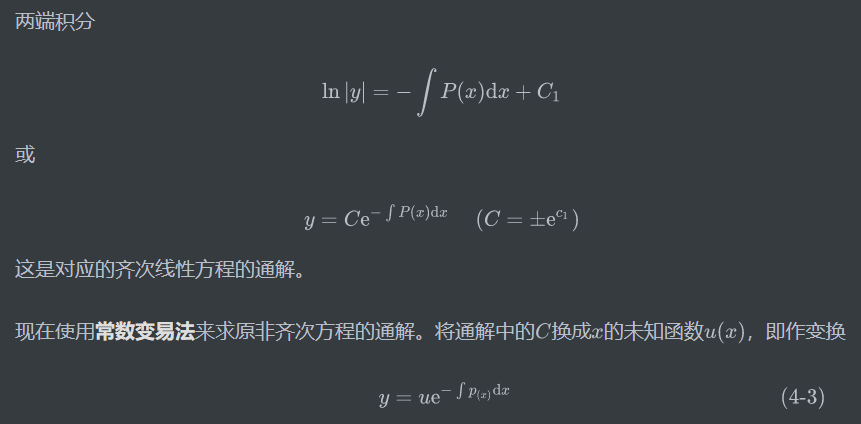 两端积分
ln|y| = −∫P(x)dx + C₁
或
y = Ce^{−∫P(x)dx} (C = ±e^{c₁})
这是对应的齐次线性方程的通解。
现在使用常数变易法来求原非齐次方程的通解。将通解中的C换成x的未知函数u(x)，即作变换
y = ue^{−∫p_{(x)}dx} (4-3)